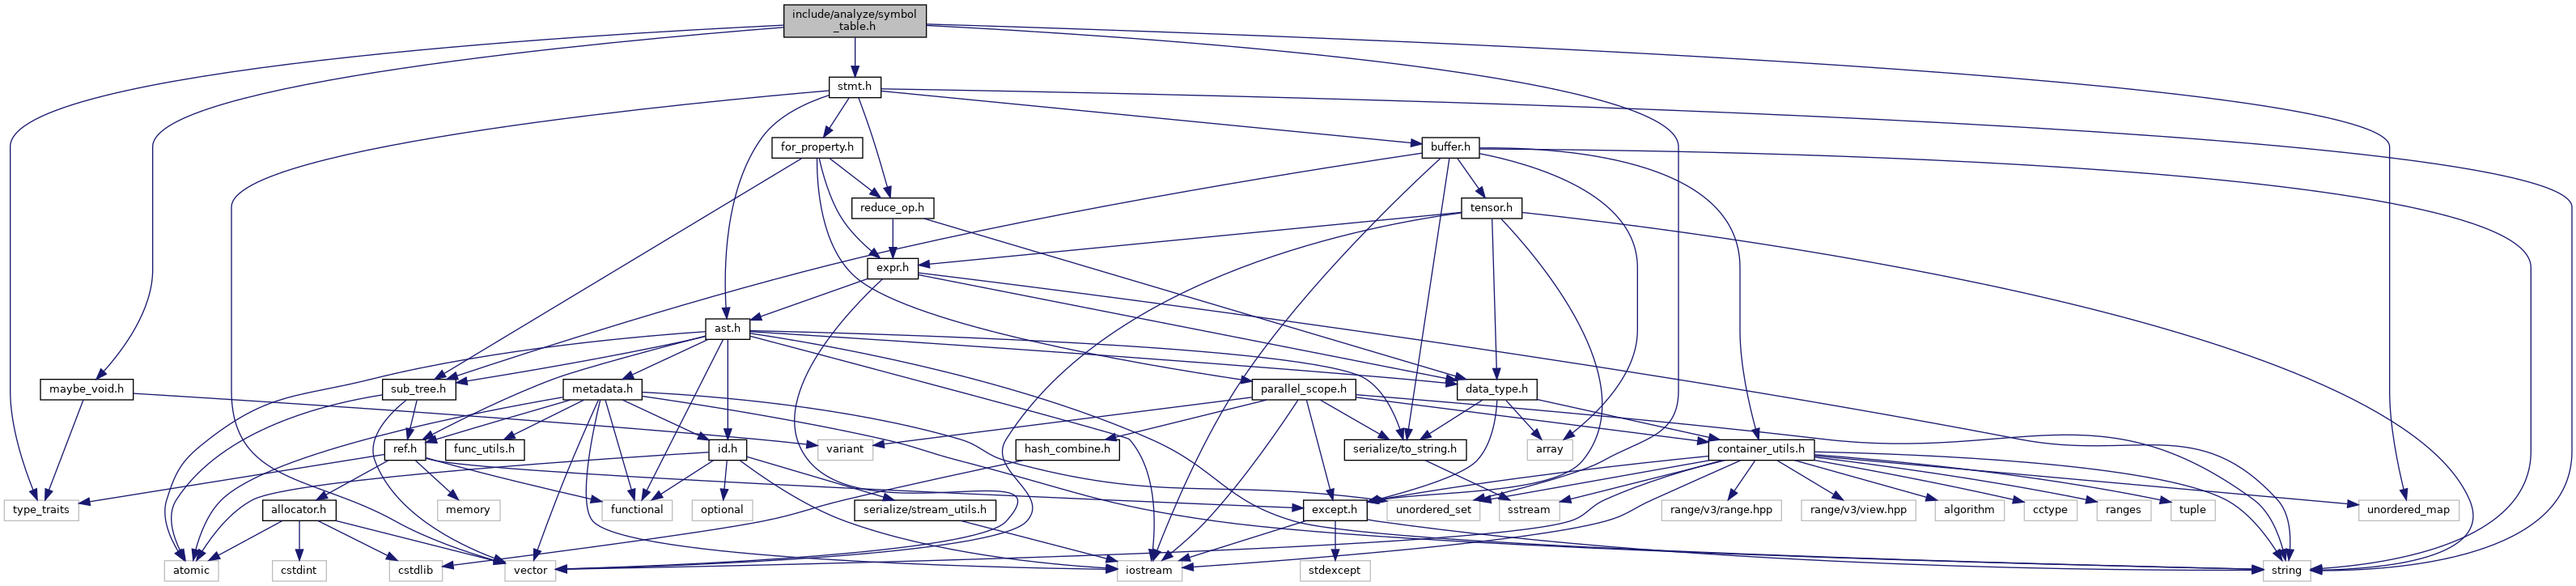 include/analyze/symbol
_table.h
stmt.h
for_property.h
buffer.h
reduce_op.h
tensor.h
expr.h
ast.h
maybe_void.h
sub_tree.h
metadata.h
parallel_scope.h
data_type.h
ref.h
func_utils.h
id.h
variant
hash_combine.h
serialize/to_string.h
array
container_utils.h
type_traits
allocator.h
memory
functional
optional
serialize/stream_utils.h
except.h
unordered_set
sstream
range/v3/range.hpp
range/v3/view.hpp
algorithm
cctype
ranges
tuple
unordered_map
atomic
cstdint
cstdlib
vector
iostream
stdexcept
string